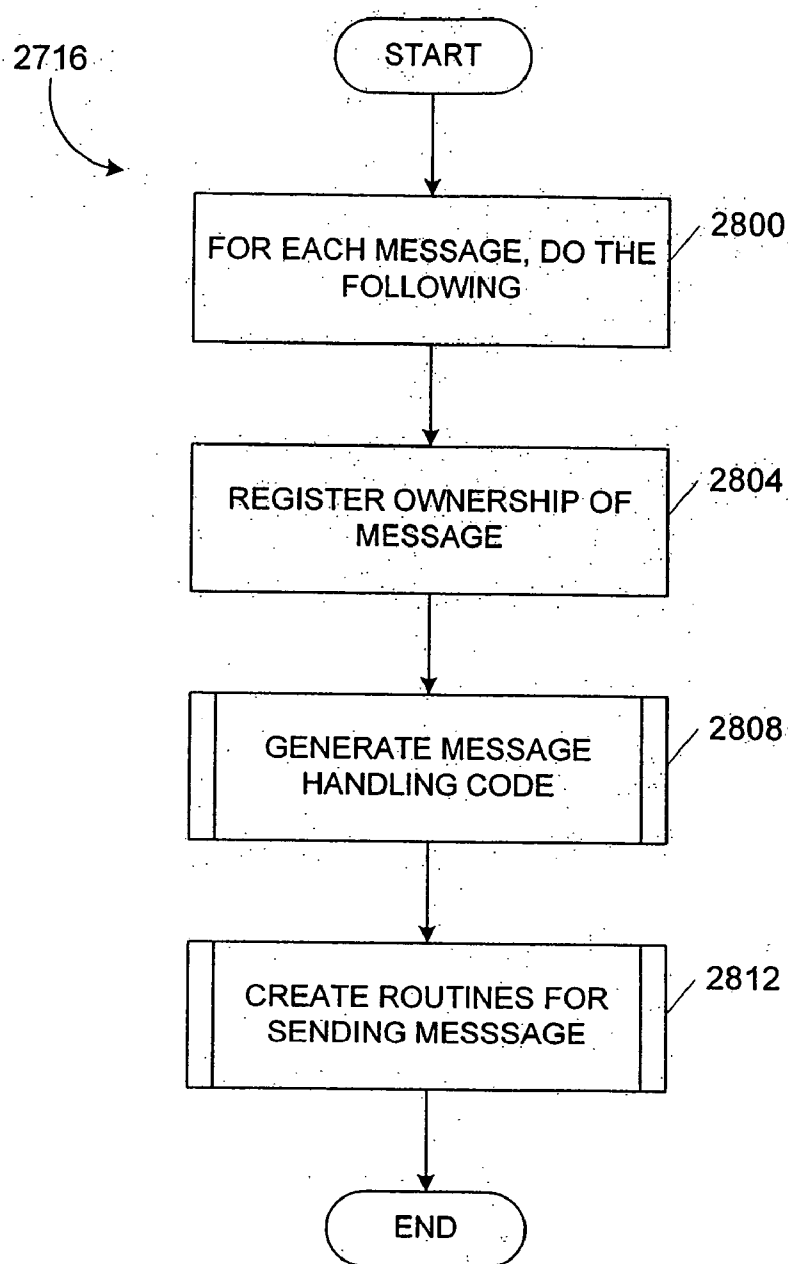 START
2716
2800
FOR EACH MESSAGE, DO THE
FOLLOWING
2804
REGISTER OWNERSHIP OF
MESSAGE
2808
GENERATE MESSAGE
HANDLING CODE
2812
CREATE ROUTINES FOR
SENDING MESSSAGE
END